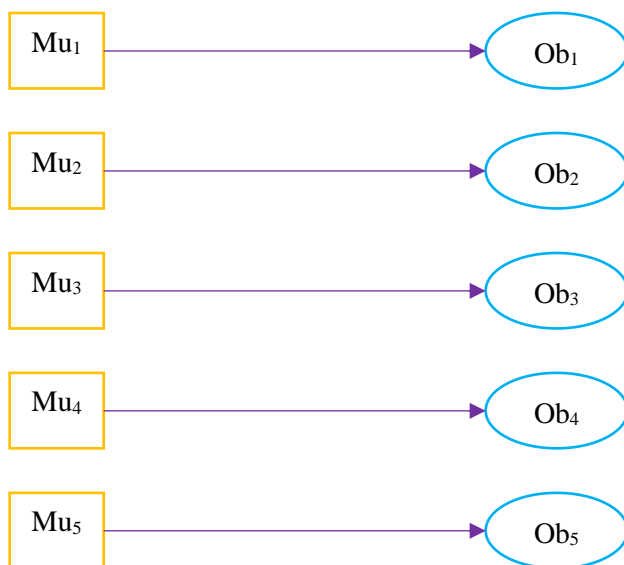 Mu₁ Ob₁
Mu₂ Ob₂
Mu₃ Ob₃
Mu₄ Ob₄
Mu₅ Ob₅